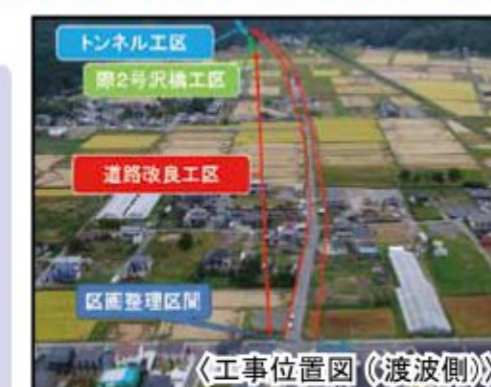 トンネル工区
際2号沢橋工区
道路改良工区
区画整理区間
〈工事位置図(渡波側)〉